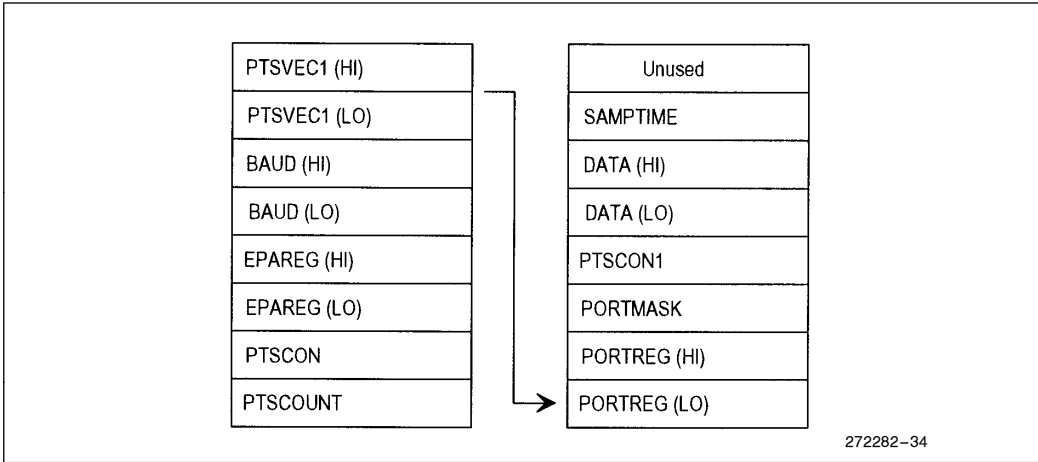 PTSVEC1 (HI)
PTSVEC1 (LO)
BAUD (HI)
BAUD (LO)
EPAREG (HI)
EPAREG (LO)
PTSCON
PTSCOUNT
Unused
SAMPTIME
DATA (HI)
DATA (LO)
PTSCON1
PORTMASK
PORTREG (HI)
PORTREG (LO)
272282–34